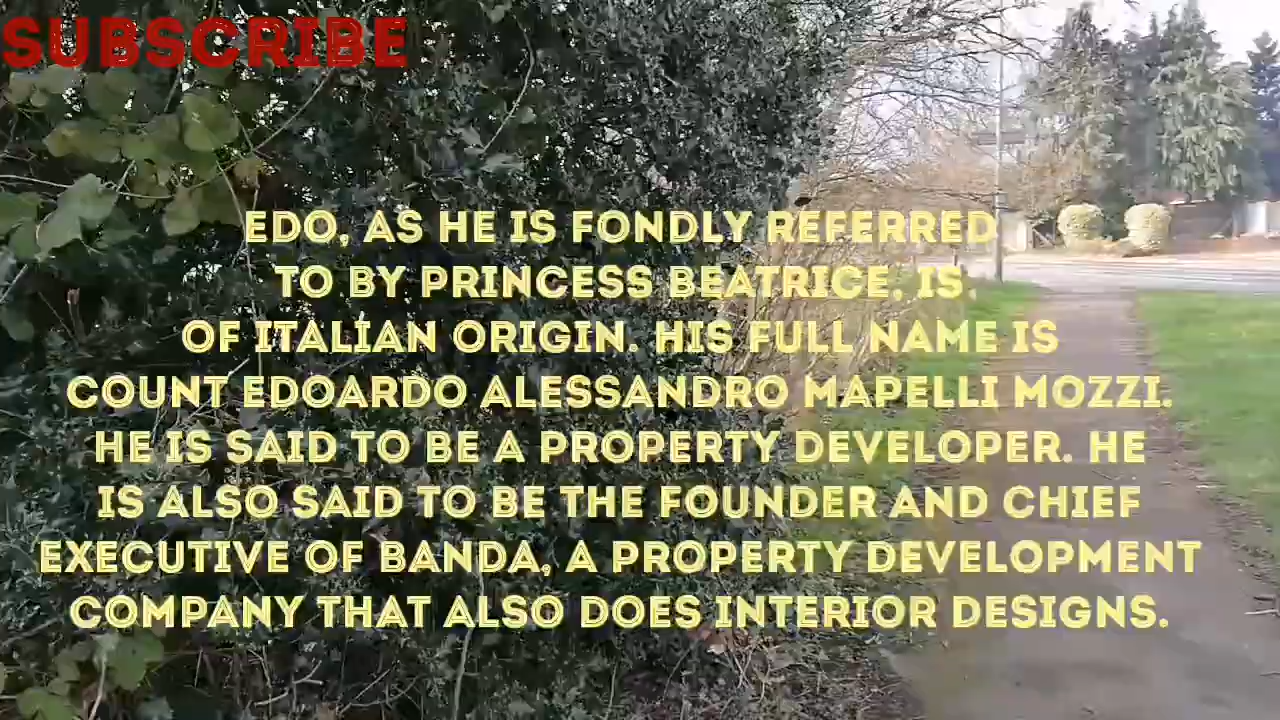 SUBSCRIBE
EDO, AS HE IS FONDLY REFERRED
TO BY PRINCESS BEATRICE, IS
OF ITALIAN ORIGIN. HIS FULL NAME IS
COUNT EDOARDO ALESSANDRO MAPELLI MOZZI.
HE IS SAID TO BE A PROPERTY DEVELOPER. HE
IS ALSO SAID TO BE THE FOUNDER AND CHIEF
EXECUTIVE OF BANDA, A PROPERTY DEVELOPMENT
COMPANY THAT ALSO DOES INTERIOR DESIGNS.